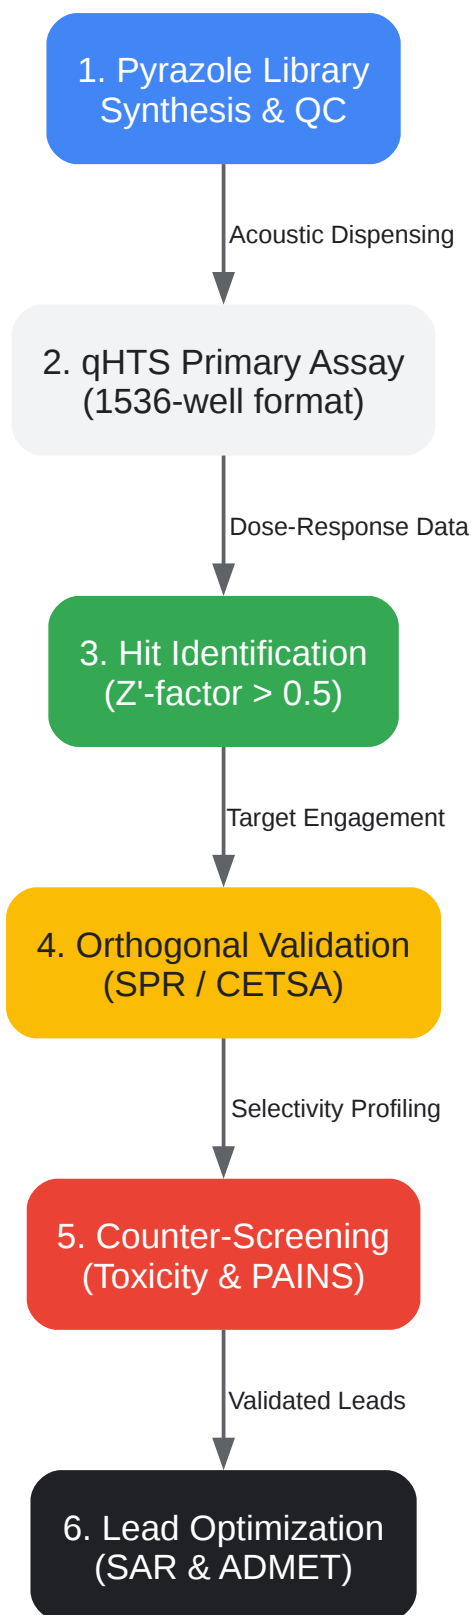 1. Pyrazole Library
Synthesis & QC
Acoustic Dispensing
2. qHTS Primary Assay
(1536-well format)
Dose-Response Data
3. Hit Identification
(Z'-factor > 0.5)
Target Engagement
4. Orthogonal Validation
(SPR / CETSA)
Selectivity Profiling
5. Counter-Screening
(Toxicity & PAINS)
Validated Leads
6. Lead Optimization
(SAR & ADMET)